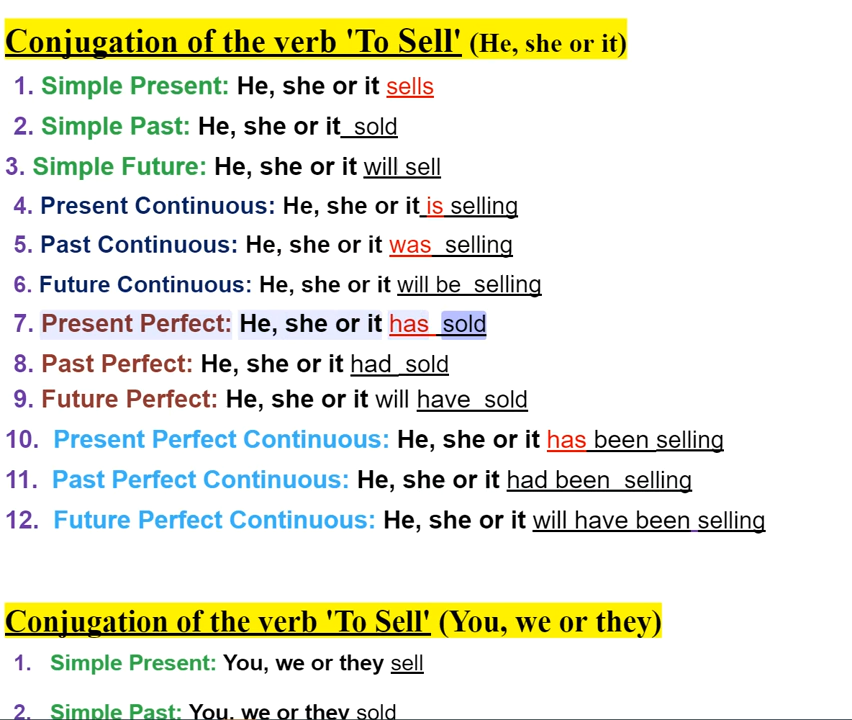 Conjugation of the verb 'To Sell' (He, she or it)
1. Simple Present: He, she or it sells
2. Simple Past: He, she or it sold
3. Simple Future: He, she or it will sell
4. Present Continuous: He, she or it is selling
5. Past Continuous: He, she or it was selling
6. Future Continuous: He, she or it will be selling
7. Present Perfect: He, she or it has sold
8. Past Perfect: He, she or it had sold
9. Future Perfect: He, she or it will have sold
10. Present Perfect Continuous: He, she or it has been selling
11. Past Perfect Continuous: He, she or it had been selling
12. Future Perfect Continuous: He, she or it will have been selling
Conjugation of the verb 'To Sell' (You, we or they)
1. Simple Present: You, we or they sell
2. Simple Past: You, we or they sold